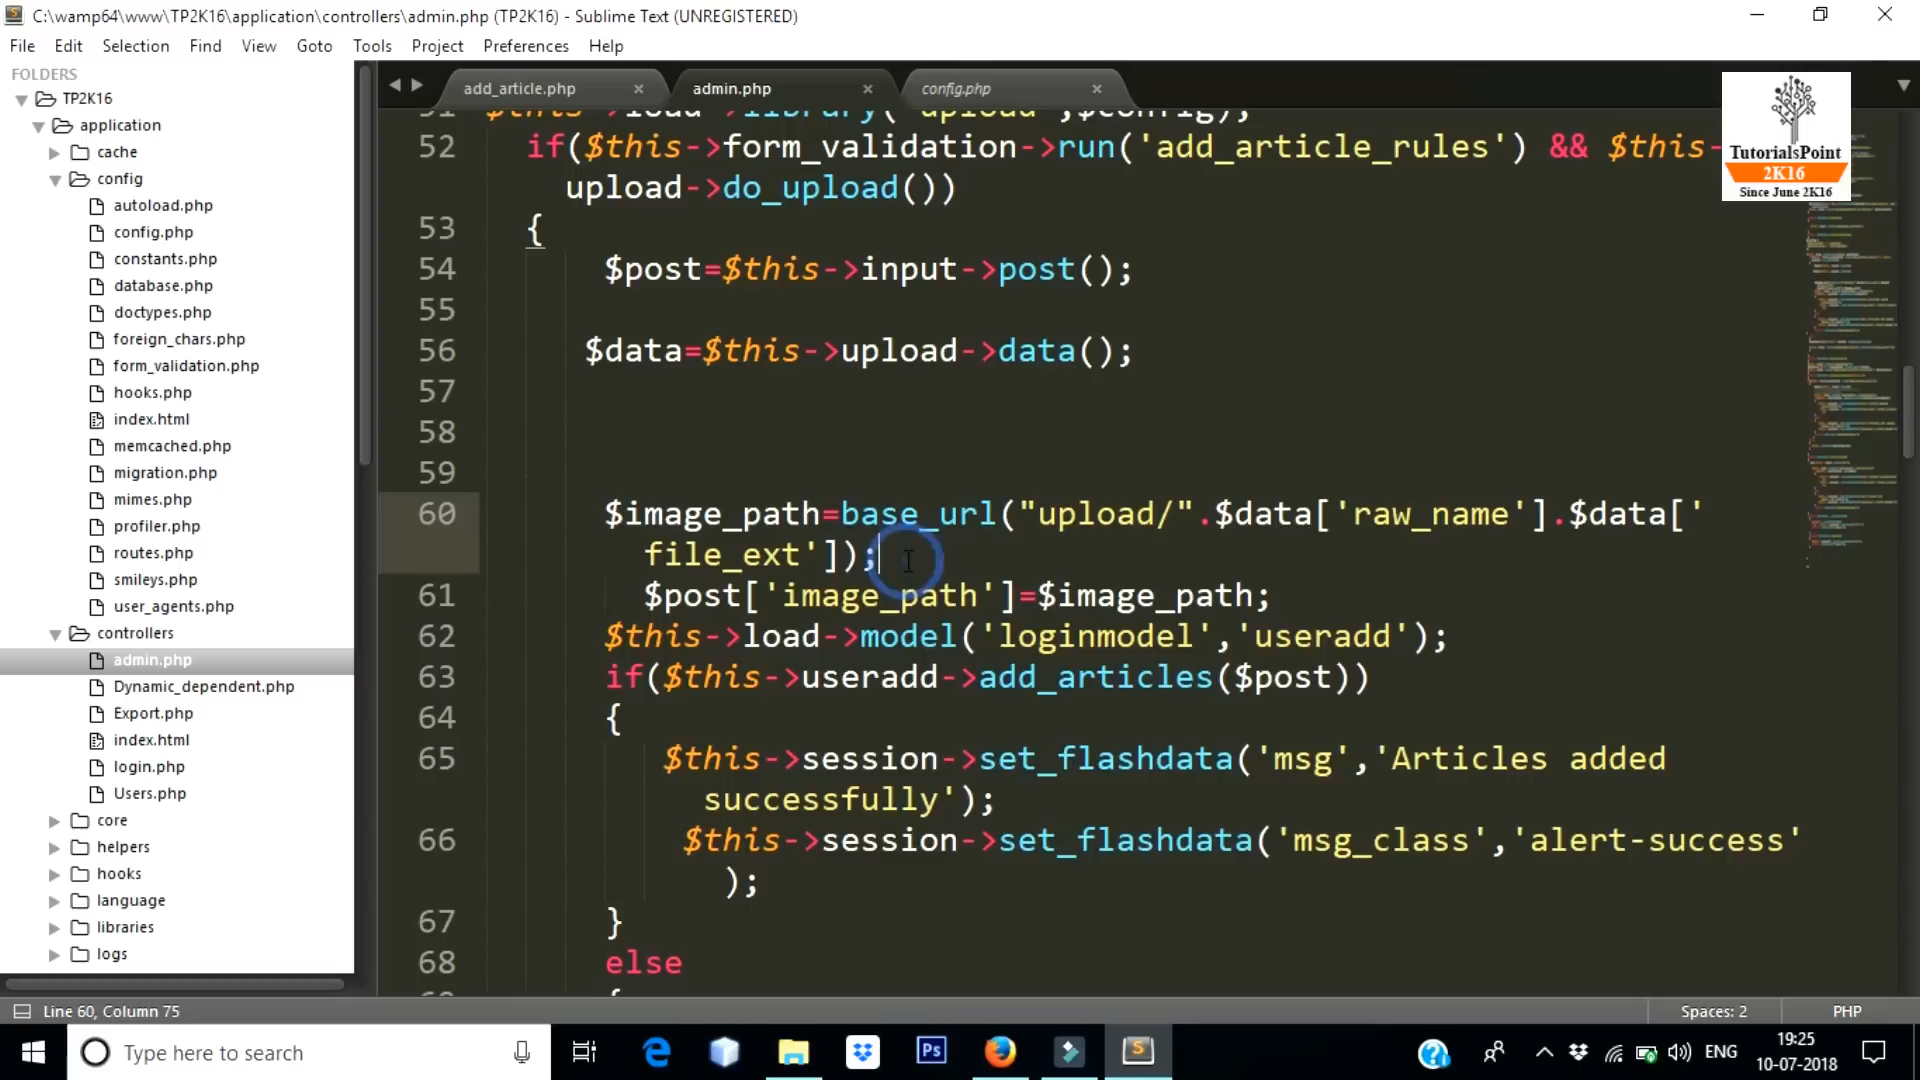 C:\wamp64\www\TP2K16\application\controllers\admin.php (TP2K16) - Sublime Text (UNREGISTERED)
File Edit Selection Find View Goto Tools Project Preferences Help
FOLDERS
TP2K16
application
cache
config
autoload.php
config.php
constants.php
database.php
doctypes.php
foreign_chars.php
form_validation.php
hooks.php
index.html
memcached.php
migration.php
mimes.php
profiler.php
routes.php
smileys.php
user_agents.php
controllers
admin.php
Dynamic_dependent.php
Export.php
index.html
login.php
Users.php
core
helpers
hooks
language
libraries
logs
add_article.php × admin.php × config.php ×
51 $this->load->library('upload',$config);
52 if($this->form_validation->run('add_article_rules') && $this-
upload->do_upload())
53 {
54 $post=$this->input->post();
55
56 $data=$this->upload->data();
57
58
59
60 $image_path=base_url("upload/".$data['raw_name'].$data['
file_ext']);
61 $post['image_path']=$image_path;
62 $this->load->model('loginmodel','useradd');
63 if($this->useradd->add_articles($post))
64 {
65 $this->session->set_flashdata('msg','Articles added
successfully');
66 $this->session->set_flashdata('msg_class','alert-success'
);
67 }
68 else
{
TutorialsPoint
2K16
Since June 2K16
Line 60, Column 75
Spaces: 2 PHP
Type here to search
Ps
S
ENG
19:25
10-07-2018